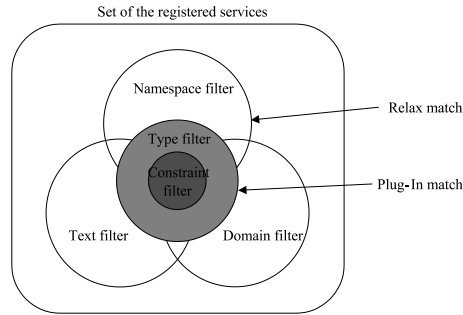 Set of the registered services
Namespace filter
Relax match
Type filter
Constraint
filter
Plug-In match
Text filter
Domain filter